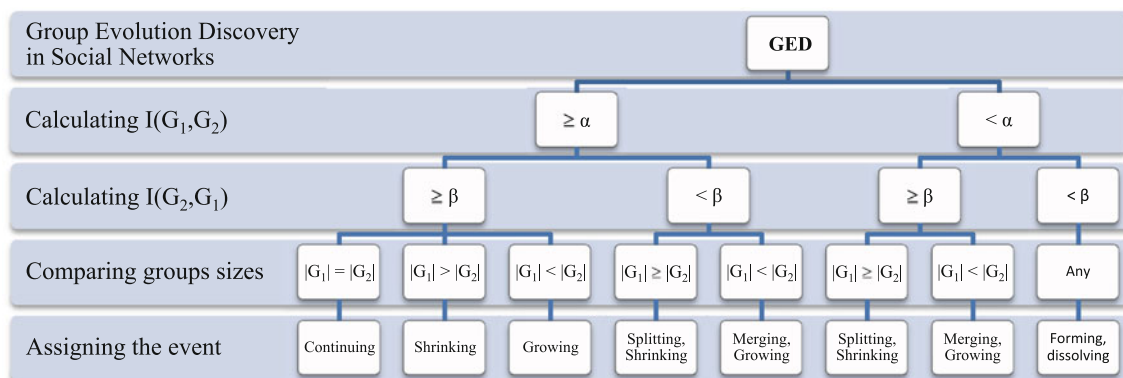 Group Evolution Discovery
in Social Networks
GED
Calculating I(G₁,G₂)
≥ α
< α
Calculating I(G₂,G₁)
≥ β
< β
≥ β
< β
Comparing groups sizes
|G₁| = |G₂|
|G₁| > |G₂|
|G₁| < |G₂|
|G₁| ≥ |G₂|
|G₁| < |G₂|
|G₁| ≥ |G₂|
|G₁| < |G₂|
Any
Assigning the event
Continuing
Shrinking
Growing
Splitting,
Shrinking
Merging,
Growing
Splitting,
Shrinking
Merging,
Growing
Forming,
dissolving